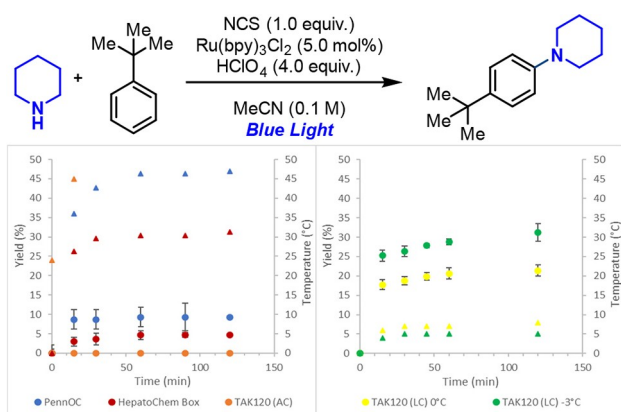 NCS (1.0 equiv.)
Ru(bpy)3Cl2 (5.0 mol%)
HClO4 (4.0 equiv.)
MeCN (0.1 M)
Blue Light
N
H
+
Me
Me
Me
N
Me
Me
Me
50
45
40
35
30
25
20
15
10
5
0
Yield (%)
0
50
100
150
Time (min)
50
45
40
35
30
25
20
15
10
5
0
Temperature (°C)
PennOC
HepatoChem Box
TAK120 (AC)
50
45
40
35
30
25
20
15
10
5
0
Yield (%)
0
50
100
150
Time (min)
50
45
40
35
30
25
20
15
10
5
0
Temperature (°C)
TAK120 (LC) 0°C
TAK120 (LC) -3°C